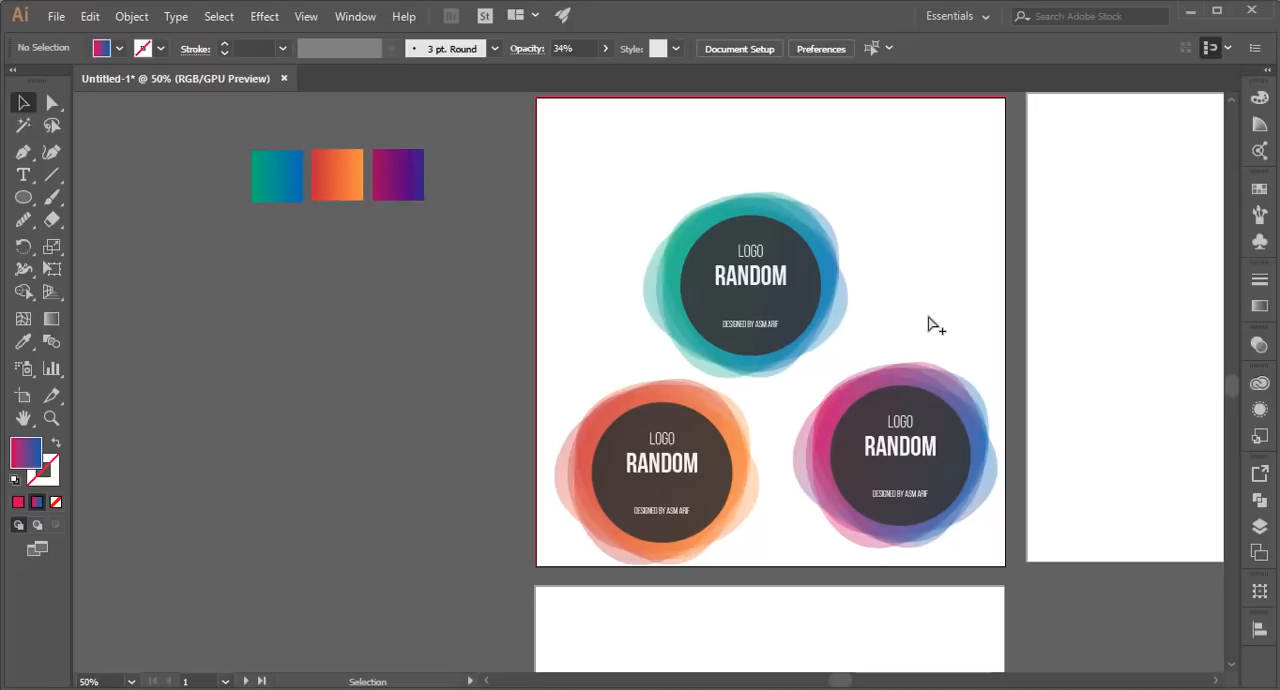 Ai File Edit Object Type Select Effect View Window Help Br St Essentials Search Adobe Stock
No Selection Stroke: 3 pt. Round Opacity: 34% Style: Document Setup Preferences
Untitled-1* @ 50% (RGB/GPU Preview)
LOGO
RANDOM
DESIGNED BY ASM ARIF
LOGO
RANDOM
DESIGNED BY ASM ARIF
LOGO
RANDOM
DESIGNED BY ASM ARIF
50% 1 Selection